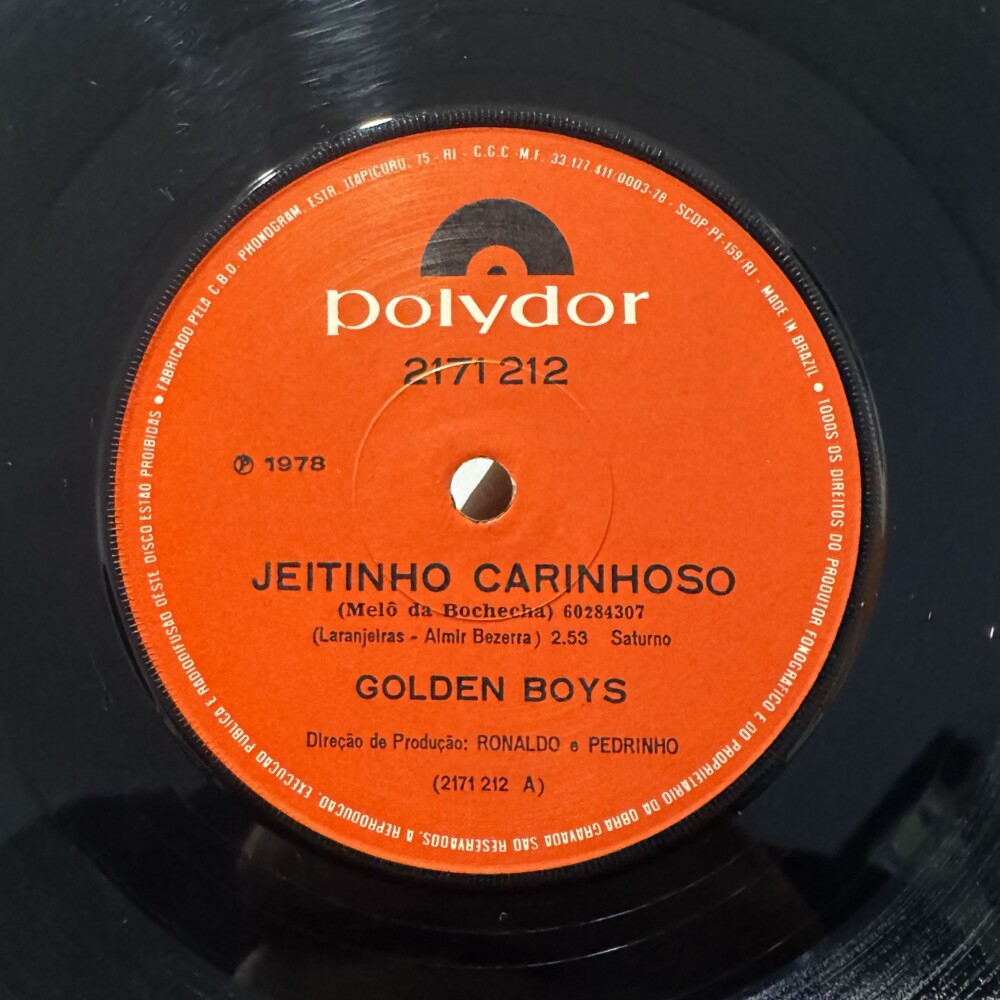 • FABRICADO PELA C.B.D. PHONOGRAM, ESTR. ITAPICURU, 75 - RJ - C.G.C.-M.F. 33.177.411/0003-78 - SCDP-PF-159/RJ - MADE IN BRAZIL • TODOS OS DIREITOS DO PRODUTOR FONOGRÁFICO E DO PROPRIETÁRIO DA OBRA GRAVADA SÃO RESERVADOS. A REPRODUÇÃO, EXECUÇÃO PÚBLICA E RADIODIFUSÃO DESTE DISCO ESTÃO PROIBIDAS
polydor
2171 212
℗ 1978
JEITINHO CARINHOSO
(Melô da Bochecha) 60284307
(Laranjeiras - Almir Bezerra) 2.53 Saturno
GOLDEN BOYS
Direção de Produção: RONALDO e PEDRINHO
(2171 212 A)